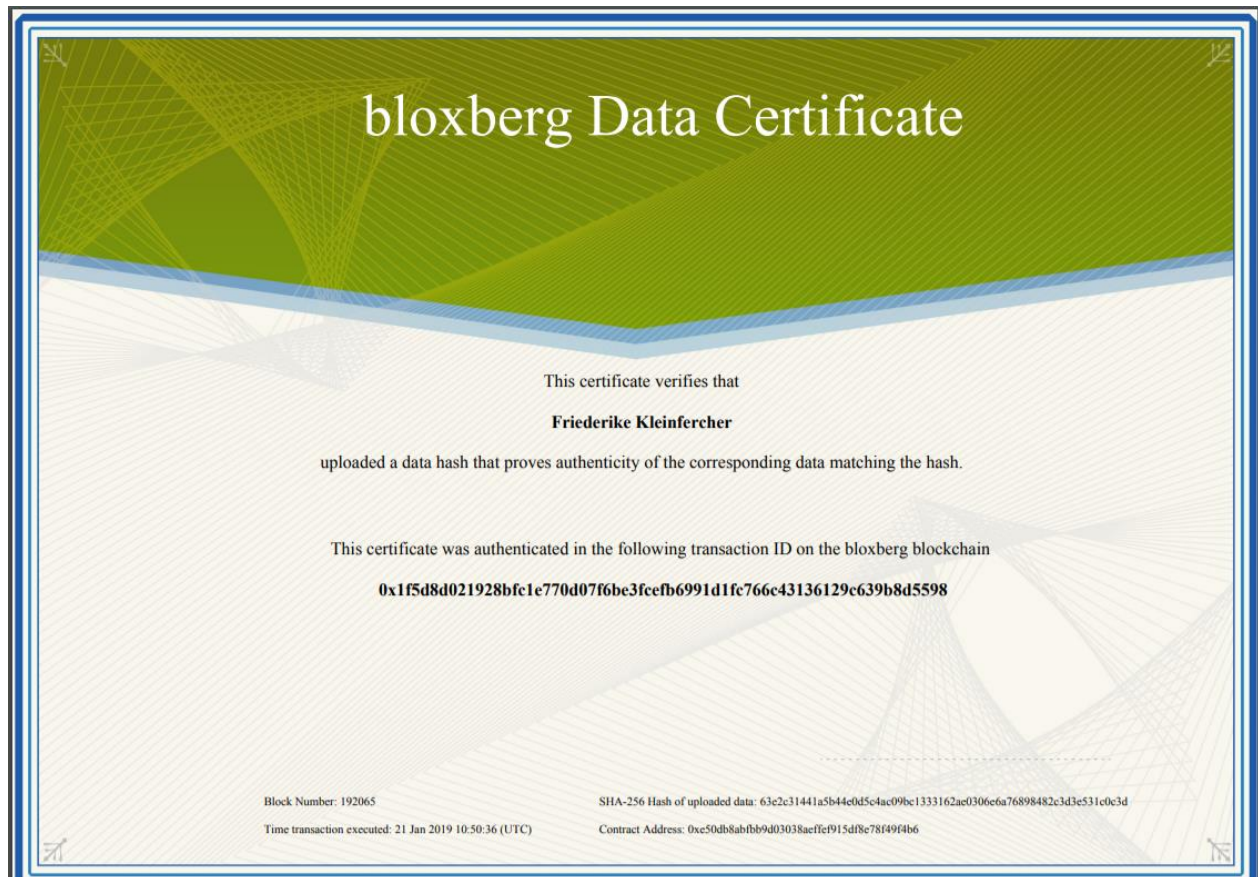 bloxberg Data Certificate
This certificate verifies that
Friederike Kleinfercher
uploaded a data hash that proves authenticity of the corresponding data matching the hash.
This certificate was authenticated in the following transaction ID on the bloxberg blockchain
0x1f5d8d021928bfc1e770d07f6be3fcefb6991d1fc766c43136129c639b8d5598
Block Number: 192065
SHA-256 Hash of uploaded data: 63e2c31441a5b44e0d5c4ac09bc1333162ae0306e6a76898482c3d3e531c0c3d
Time transaction executed: 21 Jan 2019 10:50:36 (UTC)
Contract Address: 0xe50db8abfbb9d03038aeffef915df8e78f49f4b6